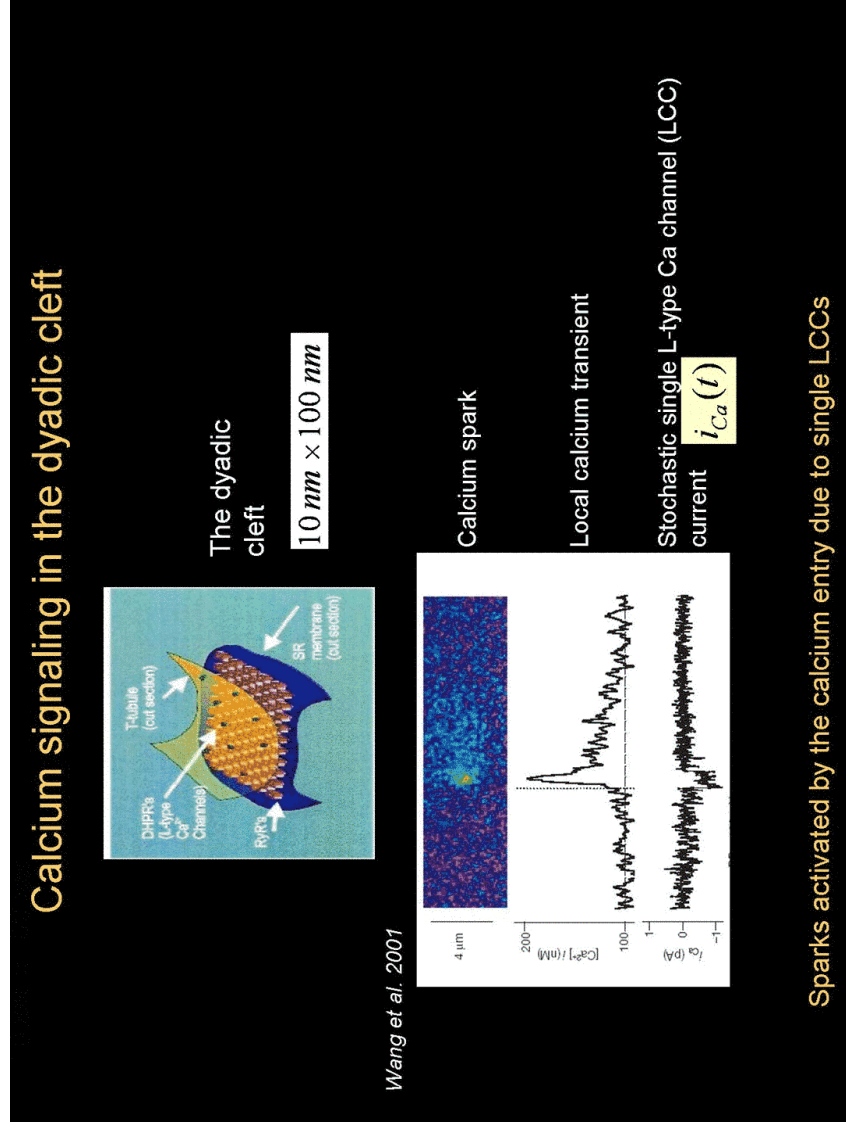 Calcium signaling in the dyadic cleft
T-tubule
(cut section)
DHPR's
(L-type
Ca²⁺
Channels)
RyR's
SR
membrane
(cut section)
The dyadic
cleft
10 nm × 100 nm
Wang et al. 2001
4 μm
Calcium spark
200
100
[Ca²⁺] i (nM)
Local calcium transient
1
0
-1
i Ca (pA)
Stochastic single L-type Ca channel (LCC)
current
i Ca (t)
Sparks activated by the calcium entry due to single LCCs